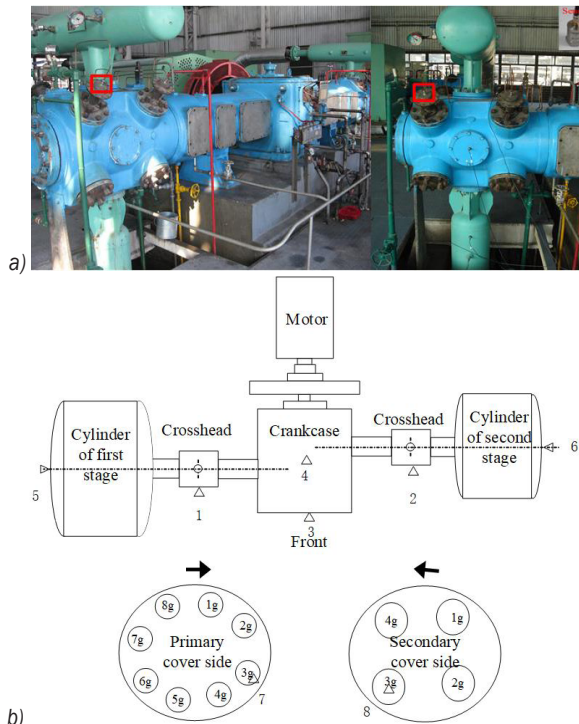 a)
Motor
Cylinder
of first
stage
Crosshead
Crankcase
Crosshead
Cylinder
of second
stage
5
1
4
3
2
6
Front
8g
1g
7g
2g
Primary
cover side
6g
3g
5g
4g
7
4g
1g
Secondary
cover side
3g
2g
8
b)